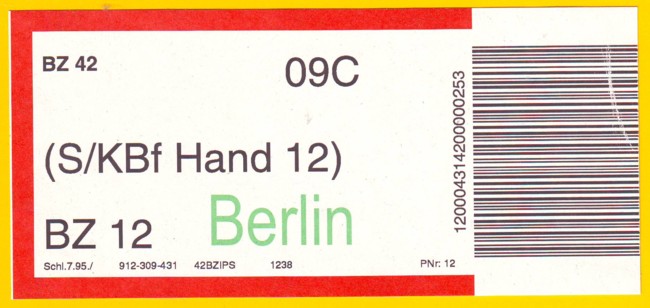 BZ 42
09C
(S/KBf Hand 12)
BZ 12
Berlin
Schl.7.95./ 912-309-431 42BZIPS 1238 PNr: 12
120004314200000253